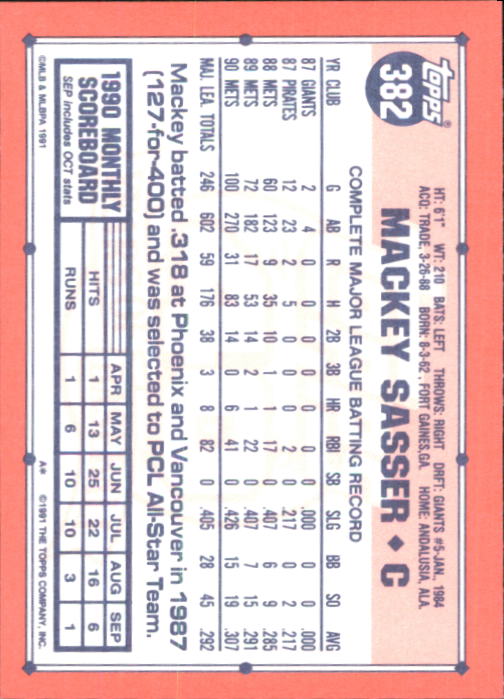 topps®
382
HT: 6'1" WT: 210 BATS: LEFT THROWS: RIGHT DRFT: GIANTS #5-JAN., 1984
ACQ: TRADE, 3-26-88 BORN: 8-3-62, FORT GAINES, GA. HOME: ANDALUSIA, ALA.
MACKEY SASSER ♦ C
COMPLETE MAJOR LEAGUE BATTING RECORD
YR CLUB G AB R H 2B 3B HR RBI SB SLG BB SO AVG
87 GIANTS 2 4 0 0 0 0 0 0 0 .000 0 0 .000
87 PIRATES 12 23 2 5 0 0 0 2 0 .217 0 2 .217
88 METS 60 123 9 35 10 1 1 17 0 .407 6 9 .285
89 METS 72 182 17 53 14 2 1 22 0 .407 7 15 .291
90 METS 100 270 31 83 14 0 6 41 0 .426 15 19 .307
MAJ. LEA. TOTALS 246 602 59 176 38 3 8 82 0 .405 28 45 .292
Mackey batted .318 at Phoenix and Vancouver in 1987
(127-for-400) and was selected to PCL All-Star Team.
1990 MONTHLY
SCOREBOARD
SEP includes OCT stats
APR MAY JUN JUL AUG SEP
HITS 1 13 25 22 16 6
RUNS 1 6 10 10 3 1
©MLB & MLBPA 1991 A* ©1991 THE TOPPS COMPANY, INC.